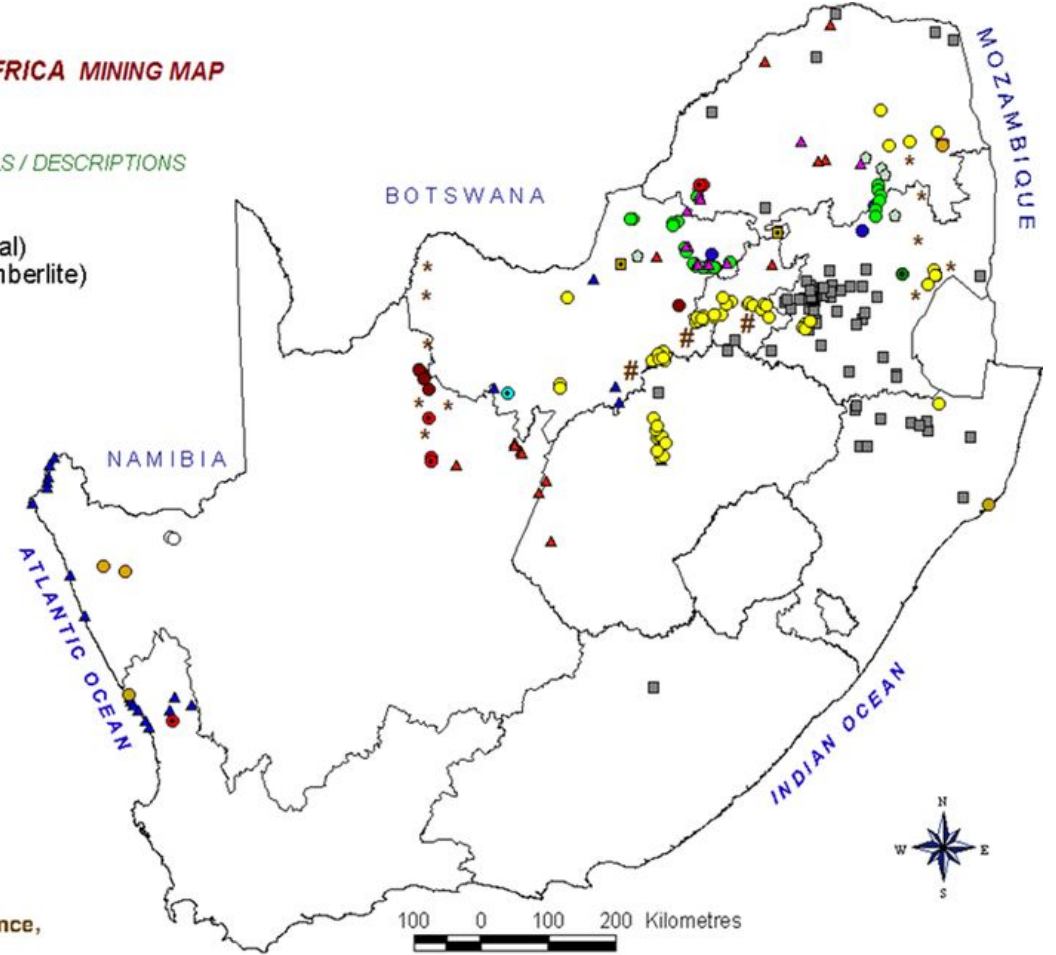 FRICA MINING MAP
S / DESCRIPTIONS
al)
mberlite)
BOTSWANA
MOZAMBIQUE
NAMIBIA
ATLANTIC OCEAN
INDIAN OCEAN
N
W E
S
nce,
100 0 100 200 Kilometres